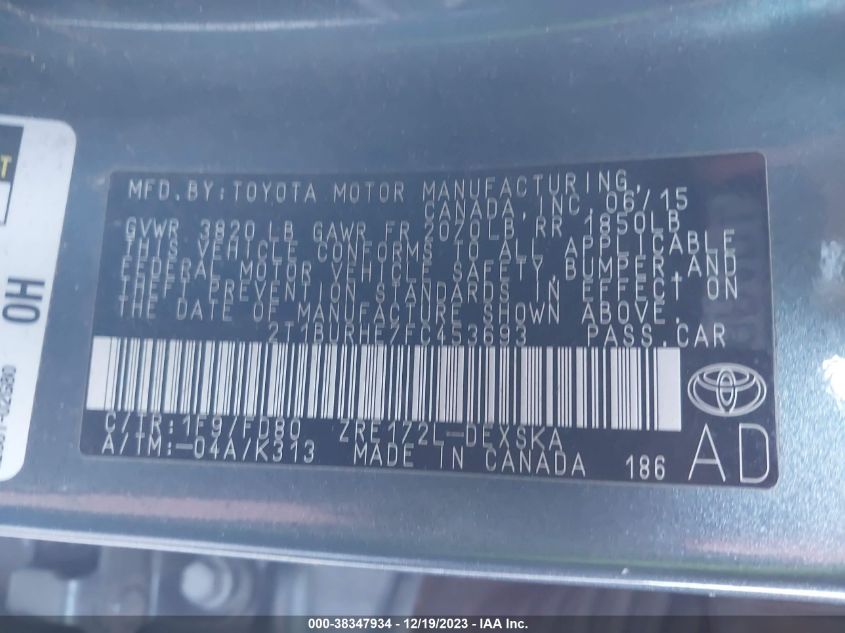 MFD.BY:TOYOTA MOTOR MANUFACTURING,
CANADA,INC.06/15
GVWR 3820 LB GAWR FR 2020LB RR 1850LB
THIS VEHICLE CONFORMS TO ALL APPLICABLE
FEDERAL MOTOR VEHICLE SAFETY,BUMPER,AND
THEFT PREVENTION STANDARDS IN EFFECT ON
THE DATE OF MANUFACTURE SHOWN ABOVE.
2T1BURHE7FC453693 PASS.CAR
C/TR:1F9/FD80 ZRE172L-DEXSKA
A/TM:-04A/K313 MADE IN CANADA 186 AD
HO
000-38347934 - 12/19/2023 - IAA Inc.